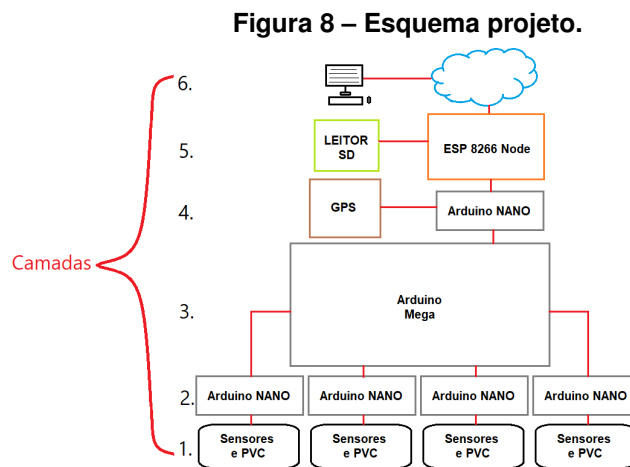 Figura 8 – Esquema projeto.
6.
5.
LEITOR
SD
ESP 8266 Node
4.
GPS
Arduino NANO
Camadas
3.
Arduino
Mega
2.
Arduino NANO
Arduino NANO
Arduino NANO
Arduino NANO
1.
Sensores
e PVC
Sensores
e PVC
Sensores
e PVC
Sensores
e PVC